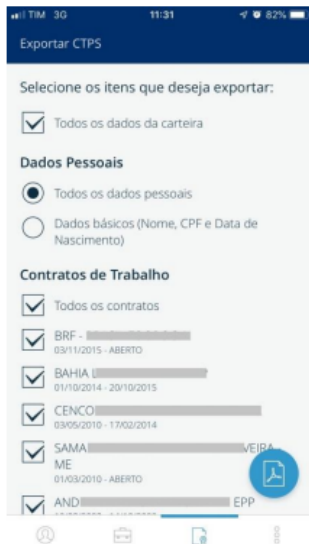 TIM 3G 11:31 82%
Exportar CTPS
Selecione os itens que deseja exportar:
Todos os dados da carteira
Dados Pessoais
Todos os dados pessoais
Dados básicos (Nome, CPF e Data de
Nascimento)
Contratos de Trabalho
Todos os contratos
BRF -
03/11/2015 - ABERTO
BAHIA
01/10/2014 - 20/10/2015
CENCO
03/05/2010 - 17/02/2014
SAMA VEIRA -
ME
01/03/2010 - ABERTO
AND EPP